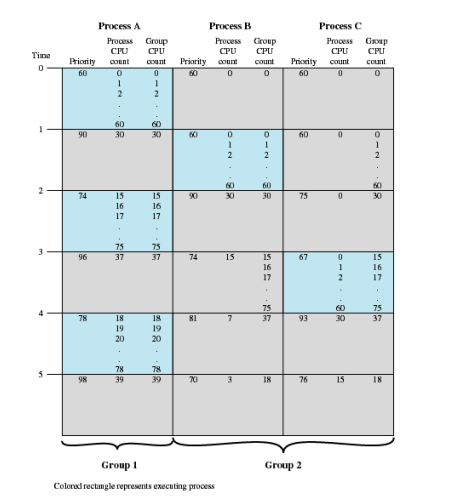 Process A Process B Process C
Process Group Process Group Process Group
CPU CPU CPU CPU CPU CPU
Time Priority count count Priority count count Priority count count
0 60 0 0 60 0 0 60 0 0
1 1
2 2
. .
. .
60 60
1 90 30 30 60 0 0 60 0 0
1 1 1
2 2 2
. . .
. . .
60 60 60
2 74 15 15 90 30 30 75 0 30
16 16
17 17
. .
. .
75 75
3 96 37 37 74 15 15 67 0 15
16 1 16
17 2 17
. . .
. . .
75 60 75
4 78 18 18 81 7 37 93 30 37
19 19
20 20
. .
. .
78 78
5 98 39 39 70 3 18 76 15 18
Group 1 Group 2
Colored rectangle represents executing process